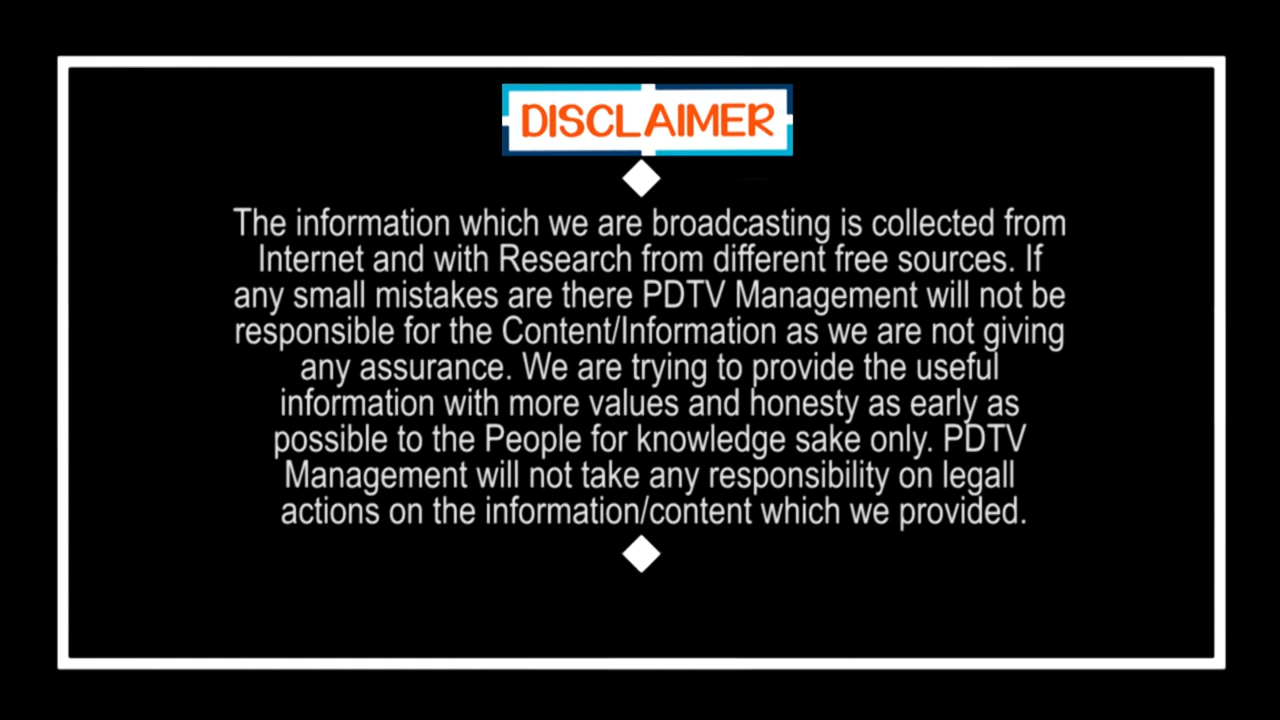 DISCLAIMER
The information which we are broadcasting is collected from
Internet and with Research from different free sources. If
any small mistakes are there PDTV Management will not be
responsible for the Content/Information as we are not giving
any assurance. We are trying to provide the useful
information with more values and honesty as early as
possible to the People for knowledge sake only. PDTV
Management will not take any responsibility on legall
actions on the information/content which we provided.